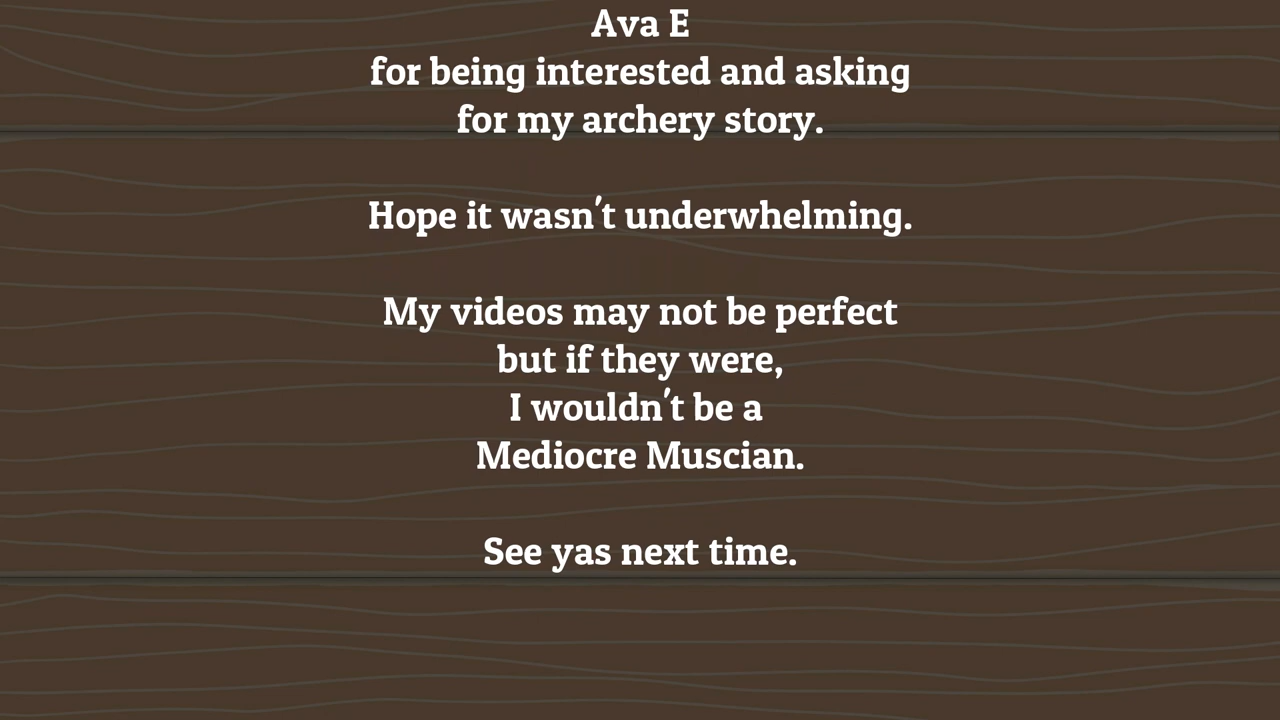 Ava E
for being interested and asking
for my archery story.
Hope it wasn't underwhelming.
My videos may not be perfect
but if they were,
I wouldn't be a
Mediocre Muscian.
See yas next time.